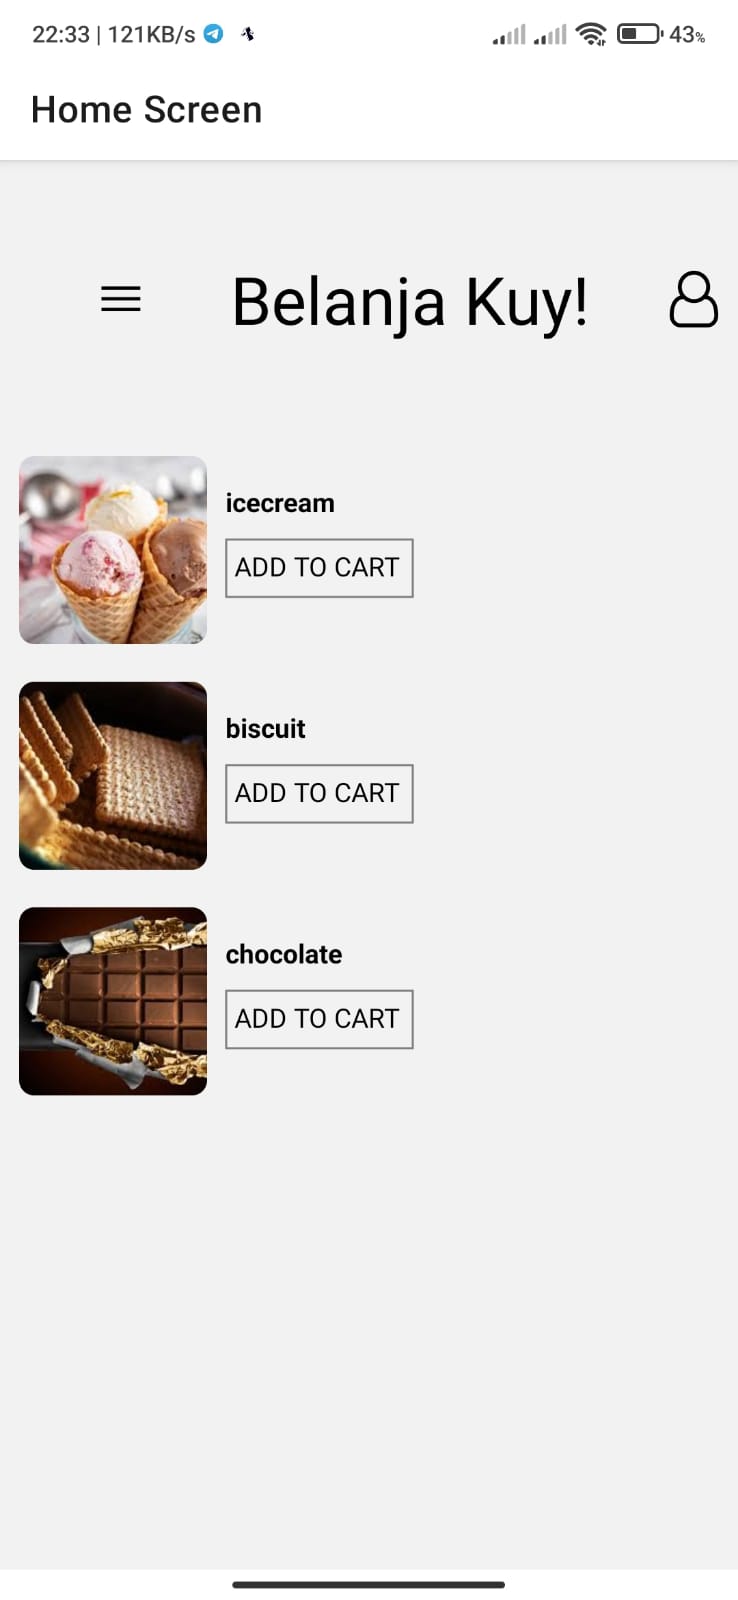 22:33 | 121KB/s 43%
Home Screen
Belanja Kuy!
icecream
ADD TO CART
biscuit
ADD TO CART
chocolate
ADD TO CART